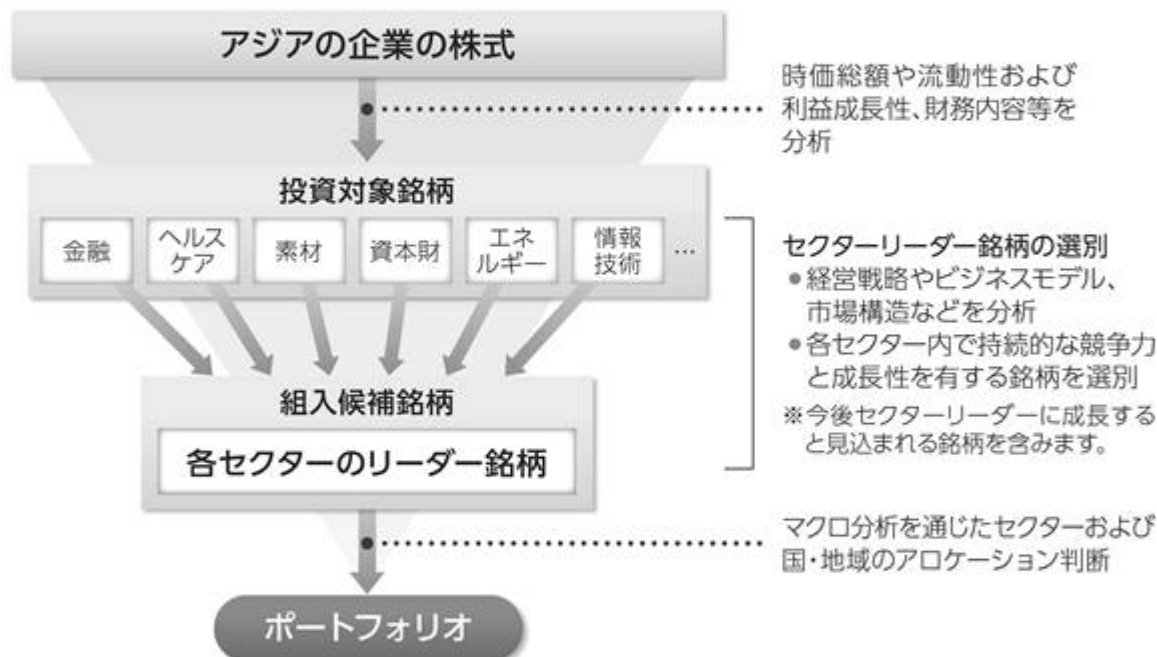 アジアの企業の株式
時価総額や流動性および
利益成長性、財務内容等を
分析
投資対象銘柄
金融
ヘルス
ケア
素材
資本財
エネ
ルギー
情報
技術
…
セクターリーダー銘柄の選別
●経営戦略やビジネスモデル、
市場構造などを分析
●各セクター内で持続的な競争力
と成長性を有する銘柄を選別
※今後セクターリーダーに成長する
と見込まれる銘柄を含みます。
組入候補銘柄
各セクターのリーダー銘柄
マクロ分析を通じたセクターおよび
国・地域のアロケーション判断
ポートフォリオ